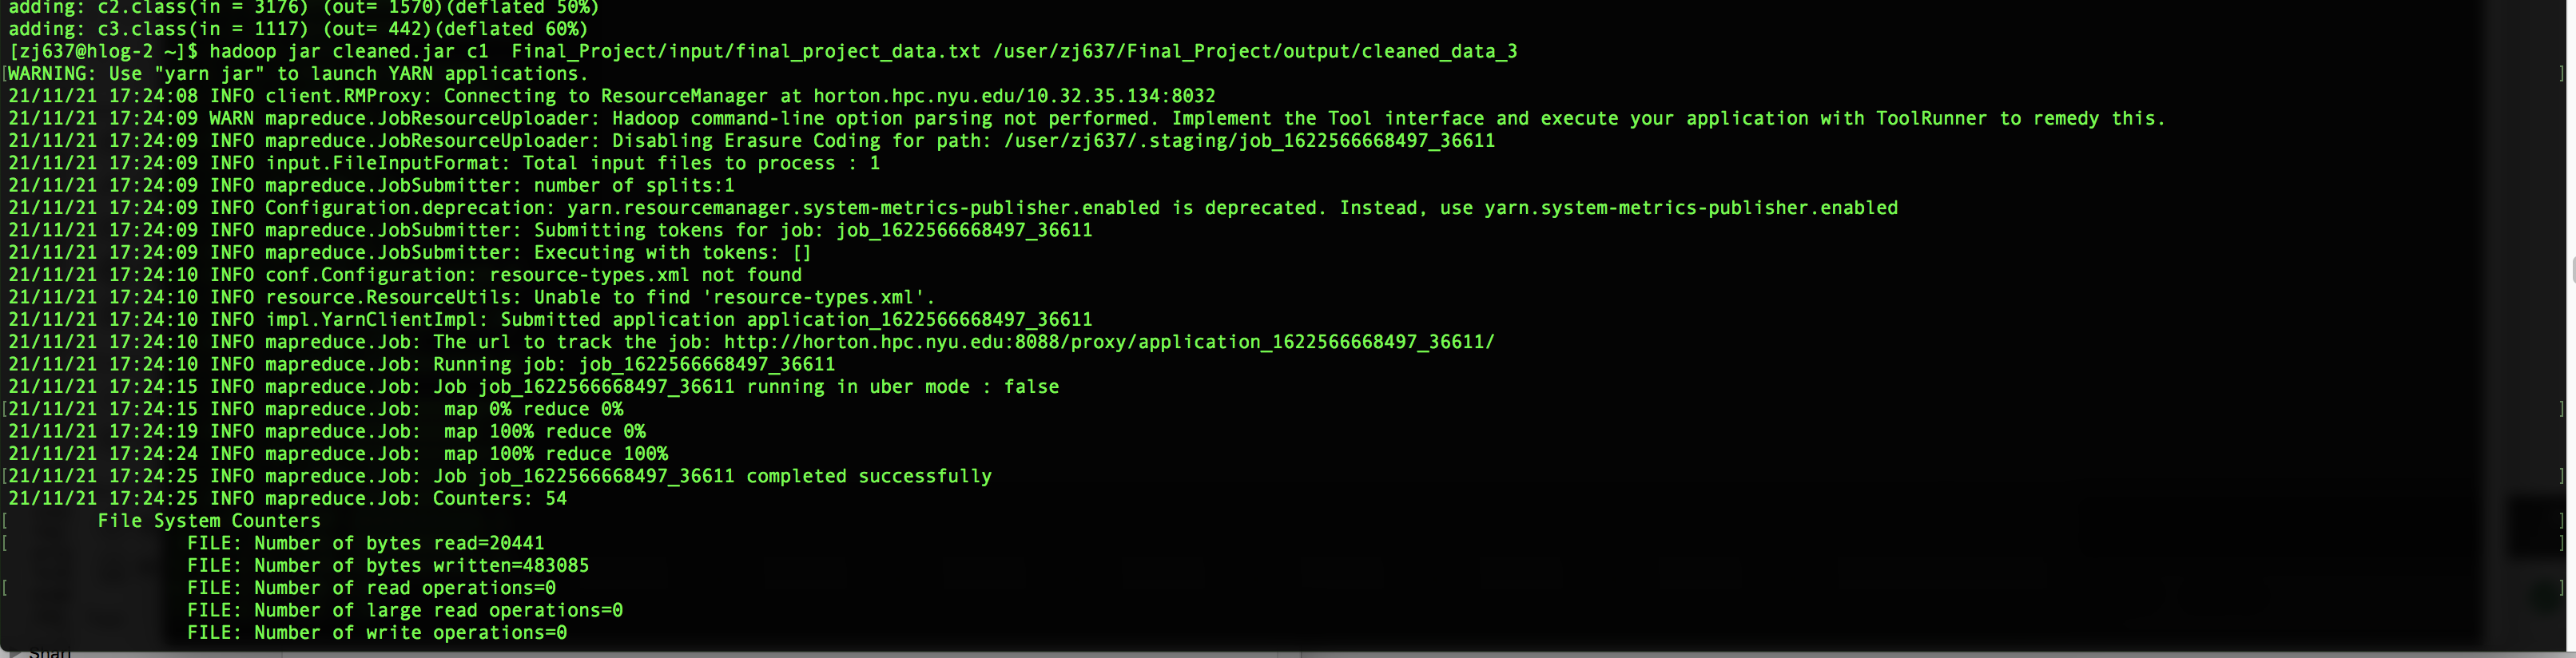 adding: c2.class(in = 3176) (out= 1570)(deflated 50%)
adding: c3.class(in = 1117) (out= 442)(deflated 60%)
[zj637@hlog-2 ~]$ hadoop jar cleaned.jar c1  Final_Project/input/final_project_data.txt /user/zj637/Final_Project/output/cleaned_data_3
[WARNING: Use "yarn jar" to launch YARN applications. ]
21/11/21 17:24:08 INFO client.RMProxy: Connecting to ResourceManager at horton.hpc.nyu.edu/10.32.35.134:8032
21/11/21 17:24:09 WARN mapreduce.JobResourceUploader: Hadoop command-line option parsing not performed. Implement the Tool interface and execute your application with ToolRunner to remedy this.
21/11/21 17:24:09 INFO mapreduce.JobResourceUploader: Disabling Erasure Coding for path: /user/zj637/.staging/job_1622566668497_36611
21/11/21 17:24:09 INFO input.FileInputFormat: Total input files to process : 1
21/11/21 17:24:09 INFO mapreduce.JobSubmitter: number of splits:1
21/11/21 17:24:09 INFO Configuration.deprecation: yarn.resourcemanager.system-metrics-publisher.enabled is deprecated. Instead, use yarn.system-metrics-publisher.enabled
21/11/21 17:24:09 INFO mapreduce.JobSubmitter: Submitting tokens for job: job_1622566668497_36611
21/11/21 17:24:09 INFO mapreduce.JobSubmitter: Executing with tokens: []
21/11/21 17:24:10 INFO conf.Configuration: resource-types.xml not found
21/11/21 17:24:10 INFO resource.ResourceUtils: Unable to find 'resource-types.xml'.
21/11/21 17:24:10 INFO impl.YarnClientImpl: Submitted application application_1622566668497_36611
21/11/21 17:24:10 INFO mapreduce.Job: The url to track the job: http://horton.hpc.nyu.edu:8088/proxy/application_1622566668497_36611/
21/11/21 17:24:10 INFO mapreduce.Job: Running job: job_1622566668497_36611
21/11/21 17:24:15 INFO mapreduce.Job: Job job_1622566668497_36611 running in uber mode : false
[21/11/21 17:24:15 INFO mapreduce.Job:  map 0% reduce 0% ]
21/11/21 17:24:19 INFO mapreduce.Job:  map 100% reduce 0%
21/11/21 17:24:24 INFO mapreduce.Job:  map 100% reduce 100%
[21/11/21 17:24:25 INFO mapreduce.Job: Job job_1622566668497_36611 completed successfully ]
21/11/21 17:24:25 INFO mapreduce.Job: Counters: 54
[ File System Counters ]
[ FILE: Number of bytes read=20441 ]
FILE: Number of bytes written=483085
[ FILE: Number of read operations=0 ]
FILE: Number of large read operations=0
FILE: Number of write operations=0